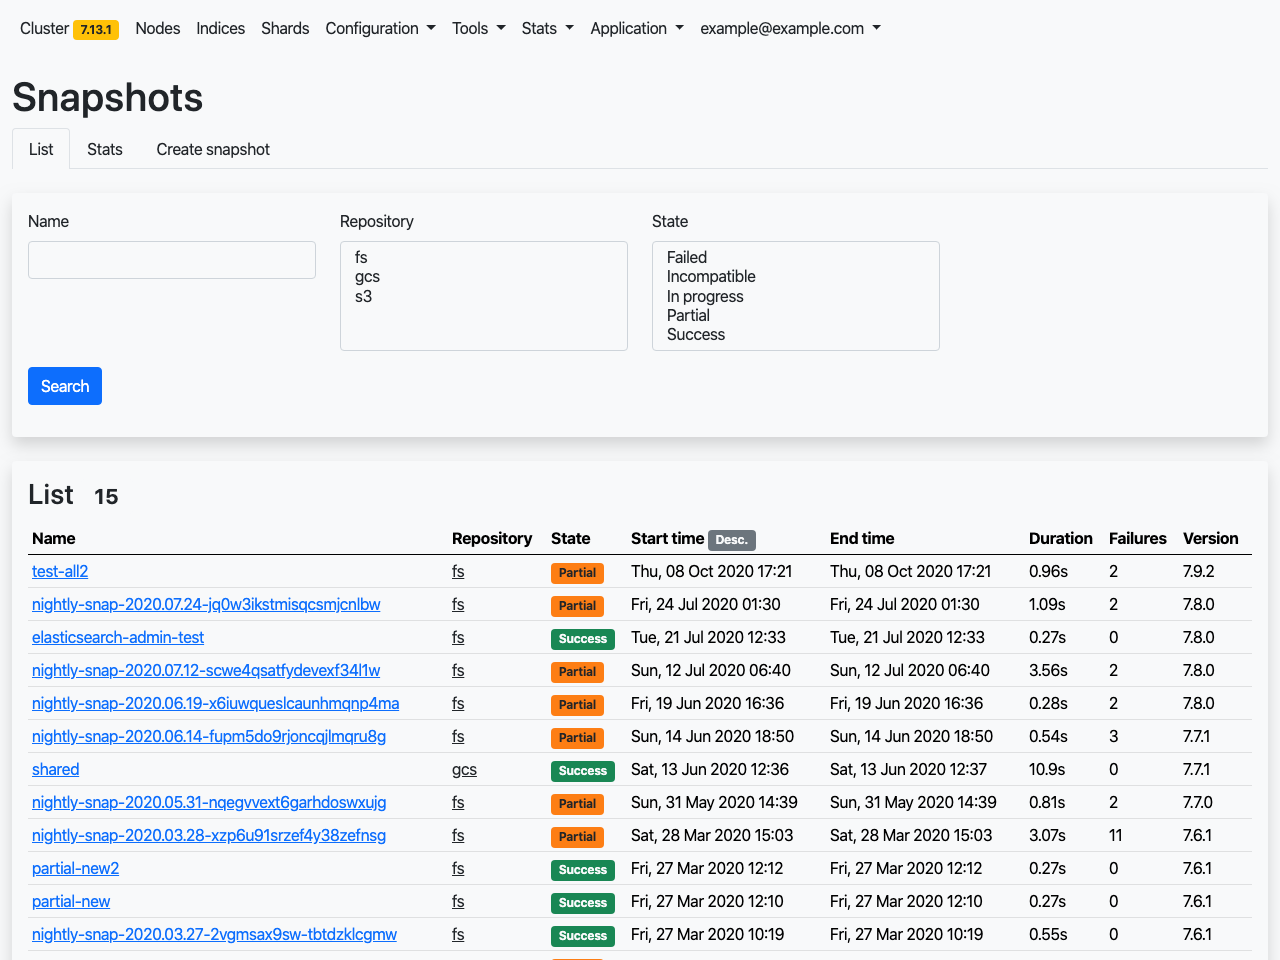 Cluster 7.13.1 Nodes Indices Shards Configuration Tools Stats Application example@example.com
Snapshots
List Stats Create snapshot
Name Repository State
fs Failed
gcs Incompatible
s3 In progress
Partial
Success
Search
List 15
Name Repository State Start time Desc. End time Duration Failures Version
test-all2 fs Partial Thu, 08 Oct 2020 17:21 Thu, 08 Oct 2020 17:21 0.96s 2 7.9.2
nightly-snap-2020.07.24-jq0w3ikstmisqcsmjcnlbw fs Partial Fri, 24 Jul 2020 01:30 Fri, 24 Jul 2020 01:30 1.09s 2 7.8.0
elasticsearch-admin-test fs Success Tue, 21 Jul 2020 12:33 Tue, 21 Jul 2020 12:33 0.27s 0 7.8.0
nightly-snap-2020.07.12-scwe4qsatfydevexf34l1w fs Partial Sun, 12 Jul 2020 06:40 Sun, 12 Jul 2020 06:40 3.56s 2 7.8.0
nightly-snap-2020.06.19-x6iuwqueslcaunhmqnp4ma fs Partial Fri, 19 Jun 2020 16:36 Fri, 19 Jun 2020 16:36 0.28s 2 7.8.0
nightly-snap-2020.06.14-fupm5do9rjoncqjlmqru8g fs Partial Sun, 14 Jun 2020 18:50 Sun, 14 Jun 2020 18:50 0.54s 3 7.7.1
shared gcs Success Sat, 13 Jun 2020 12:36 Sat, 13 Jun 2020 12:37 10.9s 0 7.7.1
nightly-snap-2020.05.31-nqegvvext6garhdoswxujg fs Partial Sun, 31 May 2020 14:39 Sun, 31 May 2020 14:39 0.81s 2 7.7.0
nightly-snap-2020.03.28-xzp6u91srzef4y38zefnsg fs Partial Sat, 28 Mar 2020 15:03 Sat, 28 Mar 2020 15:03 3.07s 11 7.6.1
partial-new2 fs Success Fri, 27 Mar 2020 12:12 Fri, 27 Mar 2020 12:12 0.27s 0 7.6.1
partial-new fs Success Fri, 27 Mar 2020 12:10 Fri, 27 Mar 2020 12:10 0.27s 0 7.6.1
nightly-snap-2020.03.27-2vgmsax9sw-tbtdzklcgmw fs Success Fri, 27 Mar 2020 10:19 Fri, 27 Mar 2020 10:19 0.55s 0 7.6.1